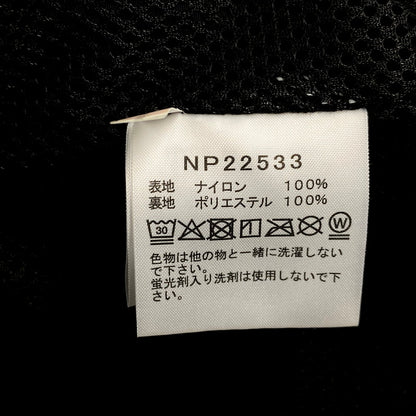 NP22533
表地 ナイロン 100%
裏地 ポリエステル 100%
30 W
色物は他の物と一緒に洗濯しない
で下さい。
蛍光剤入り洗剤は使用しないで下
さい。